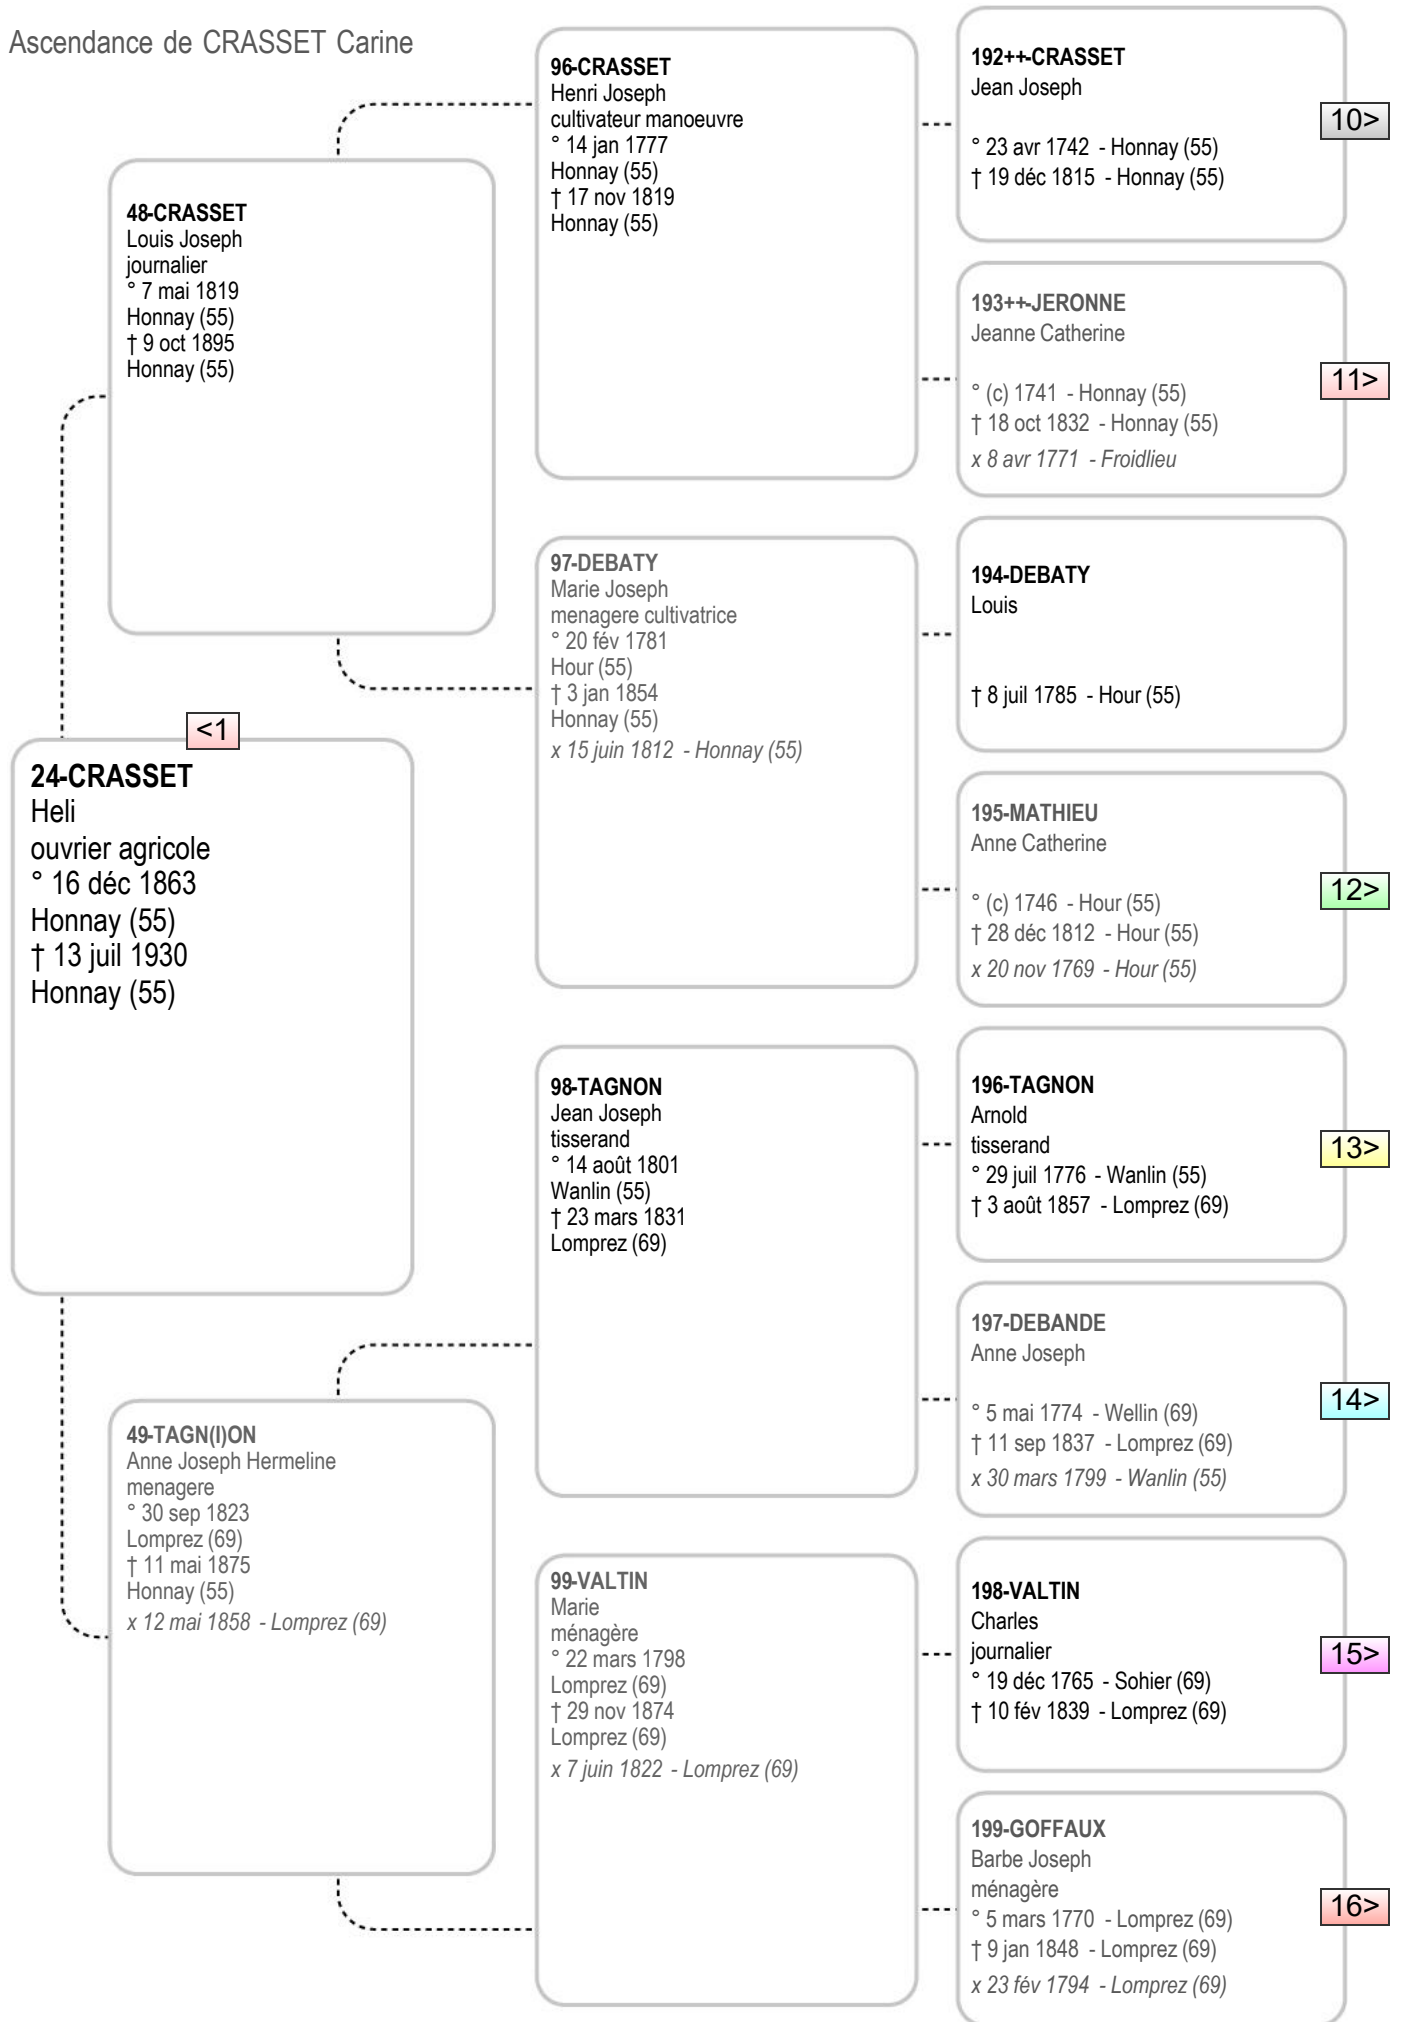 Ascendance de CRASSET Carine
96-CRASSET
Henri Joseph
cultivateur manoeuvre
° 14 jan 1777
Honnay (55)
† 17 nov 1819
Honnay (55)
192++-CRASSET
Jean Joseph
° 23 avr 1742 - Honnay (55)
† 19 déc 1815 - Honnay (55)
10>
48-CRASSET
Louis Joseph
journalier
° 7 mai 1819
Honnay (55)
† 9 oct 1895
Honnay (55)
193++-JERONNE
Jeanne Catherine
° (c) 1741 - Honnay (55)
† 18 oct 1832 - Honnay (55)
x 8 avr 1771 - Froidlieu
11>
97-DEBATY
Marie Joseph
menagere cultivatrice
° 20 fév 1781
Hour (55)
† 3 jan 1854
Honnay (55)
x 15 juin 1812 - Honnay (55)
194-DEBATY
Louis
† 8 juil 1785 - Hour (55)
<1
24-CRASSET
Heli
ouvrier agricole
° 16 déc 1863
Honnay (55)
† 13 juil 1930
Honnay (55)
195-MATHIEU
Anne Catherine
° (c) 1746 - Hour (55)
† 28 déc 1812 - Hour (55)
x 20 nov 1769 - Hour (55)
12>
98-TAGNON
Jean Joseph
tisserand
° 14 août 1801
Wanlin (55)
† 23 mars 1831
Lomprez (69)
196-TAGNON
Arnold
tisserand
° 29 juil 1776 - Wanlin (55)
† 3 août 1857 - Lomprez (69)
13>
197-DEBANDE
Anne Joseph
° 5 mai 1774 - Wellin (69)
† 11 sep 1837 - Lomprez (69)
x 30 mars 1799 - Wanlin (55)
14>
49-TAGN(I)ON
Anne Joseph Hermeline
menagere
° 30 sep 1823
Lomprez (69)
† 11 mai 1875
Honnay (55)
x 12 mai 1858 - Lomprez (69)
99-VALTIN
Marie
ménagère
° 22 mars 1798
Lomprez (69)
† 29 nov 1874
Lomprez (69)
x 7 juin 1822 - Lomprez (69)
198-VALTIN
Charles
journalier
° 19 déc 1765 - Sohier (69)
† 10 fév 1839 - Lomprez (69)
15>
199-GOFFAUX
Barbe Joseph
ménagère
° 5 mars 1770 - Lomprez (69)
† 9 jan 1848 - Lomprez (69)
x 23 fév 1794 - Lomprez (69)
16>